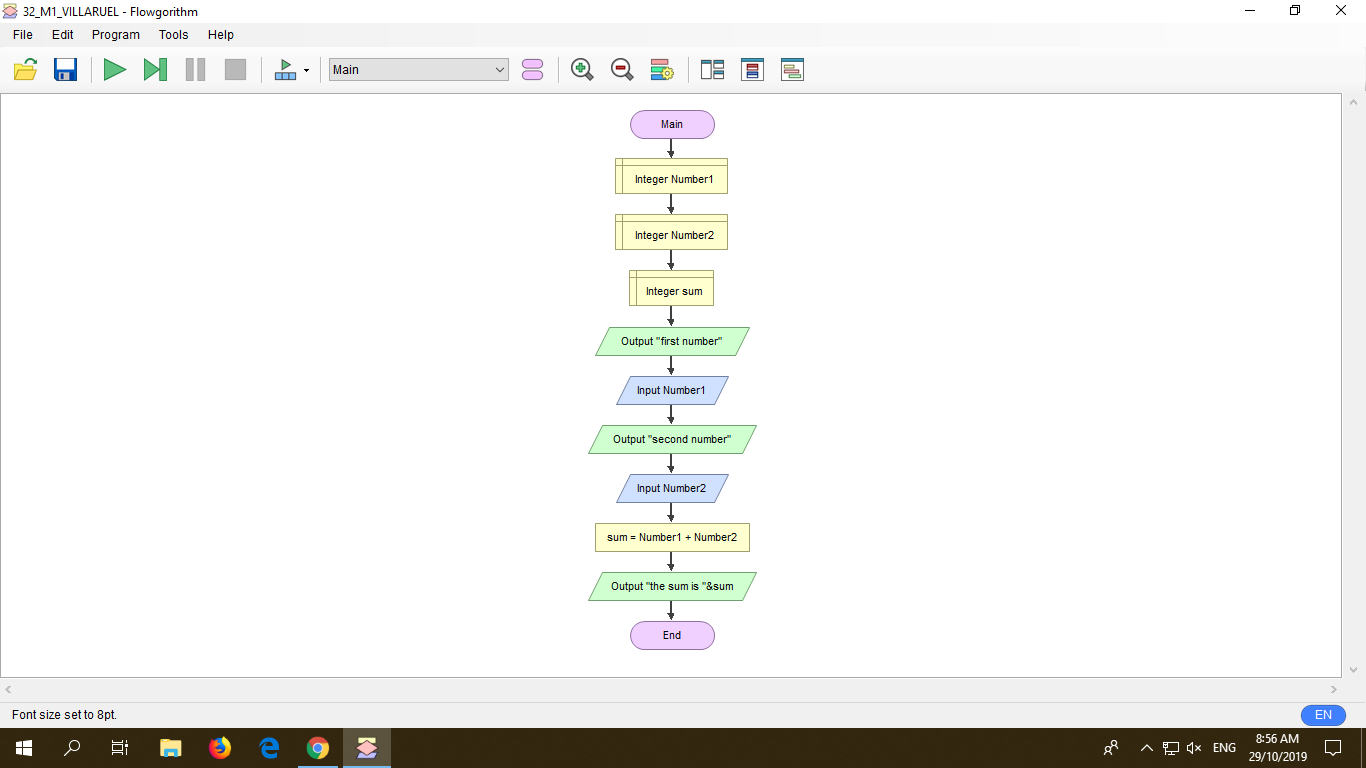 32_M1_VILLARUEL - Flowgorithm
File Edit Program Tools Help
Main
Main
Integer Number1
Integer Number2
Integer sum
Output "first number"
Input Number1
Output "second number"
Input Number2
sum = Number1 + Number2
Output "the sum is "&sum
End
Font size set to 8pt.
EN
ENG
8:56 AM
29/10/2019